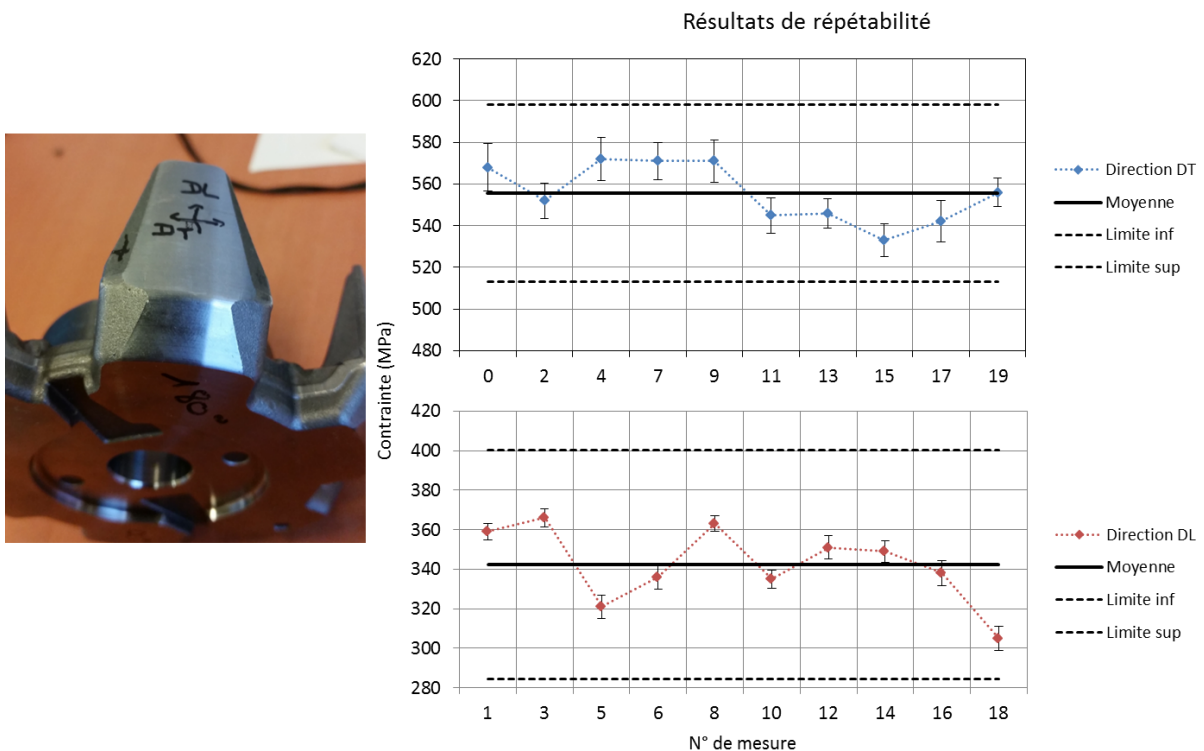 Résultats de répétabilité
620
600
580
560
540
520
500
480
0 2 4 7 9 11 13 15 17 19
Direction DT
Moyenne
Limite inf
Limite sup
Contrainte (MPa)
420
400
380
360
340
320
300
280
1 3 5 6 8 10 12 14 16 18
N° de mesure
Direction DL
Moyenne
Limite inf
Limite sup
180°